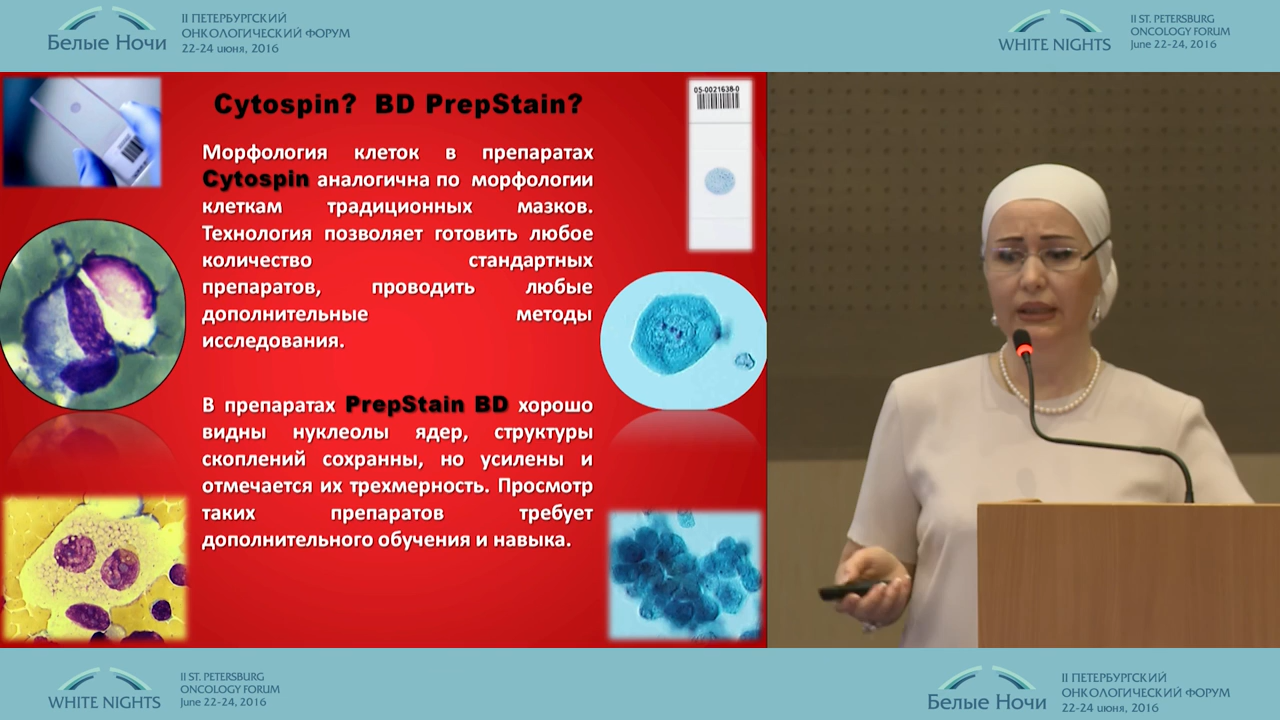 Белые Ночи
II ПЕТЕРБУРГСКИЙ
ОНКОЛОГИЧЕСКИЙ ФОРУМ
22-24 июня, 2016
WHITE NIGHTS
II ST. PETERSBURG
ONCOLOGY FORUM
June 22-24, 2016
Cytospin? BD PrepStain?
Морфология клеток в препаратах
Cytospin аналогична по морфологии
клеткам традиционных мазков.
Технология позволяет готовить любое
количество стандартных
препаратов, проводить любые
дополнительные методы
исследования.
В препаратах PrepStain BD хорошо
видны нуклеолы ядер, структуры
скоплений сохранны, но усилены и
отмечается их трехмерность. Просмотр
таких препаратов требует
дополнительного обучения и навыка.
05-0021638-0
WHITE NIGHTS
II ST. PETERSBURG
ONCOLOGY FORUM
June 22-24, 2016
Белые Ночи
II ПЕТЕРБУРГСКИЙ
ОНКОЛОГИЧЕСКИЙ ФОРУМ
22-24 июня, 2016